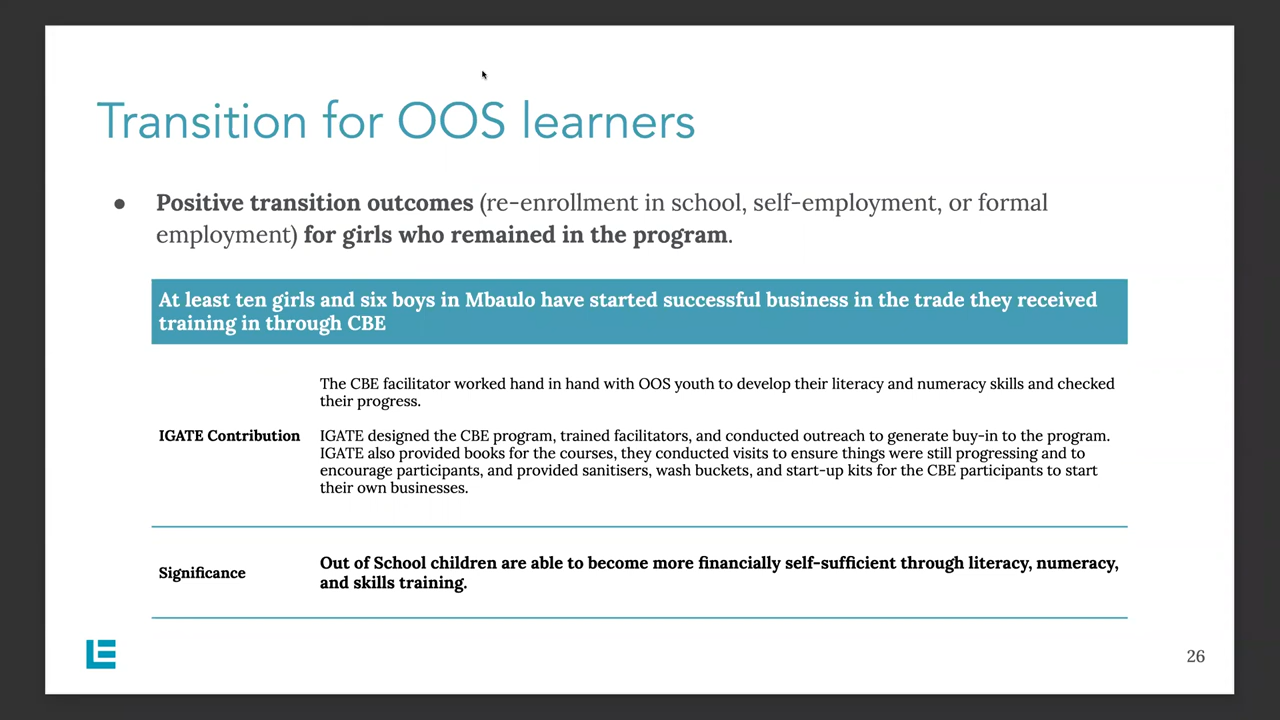 Transition for OOS learners
● Positive transition outcomes (re-enrollment in school, self-employment, or formal
employment) for girls who remained in the program.
At least ten girls and six boys in Mbaulo have started successful business in the trade they received
training in through CBE
The CBE facilitator worked hand in hand with OOS youth to develop their literacy and numeracy skills and checked
their progress.
IGATE Contribution
IGATE designed the CBE program, trained facilitators, and conducted outreach to generate buy-in to the program.
IGATE also provided books for the courses, they conducted visits to ensure things were still progressing and to
encourage participants, and provided sanitisers, wash buckets, and start-up kits for the CBE participants to start
their own businesses.
Significance
Out of School children are able to become more financially self-sufficient through literacy, numeracy,
and skills training.
LE
26